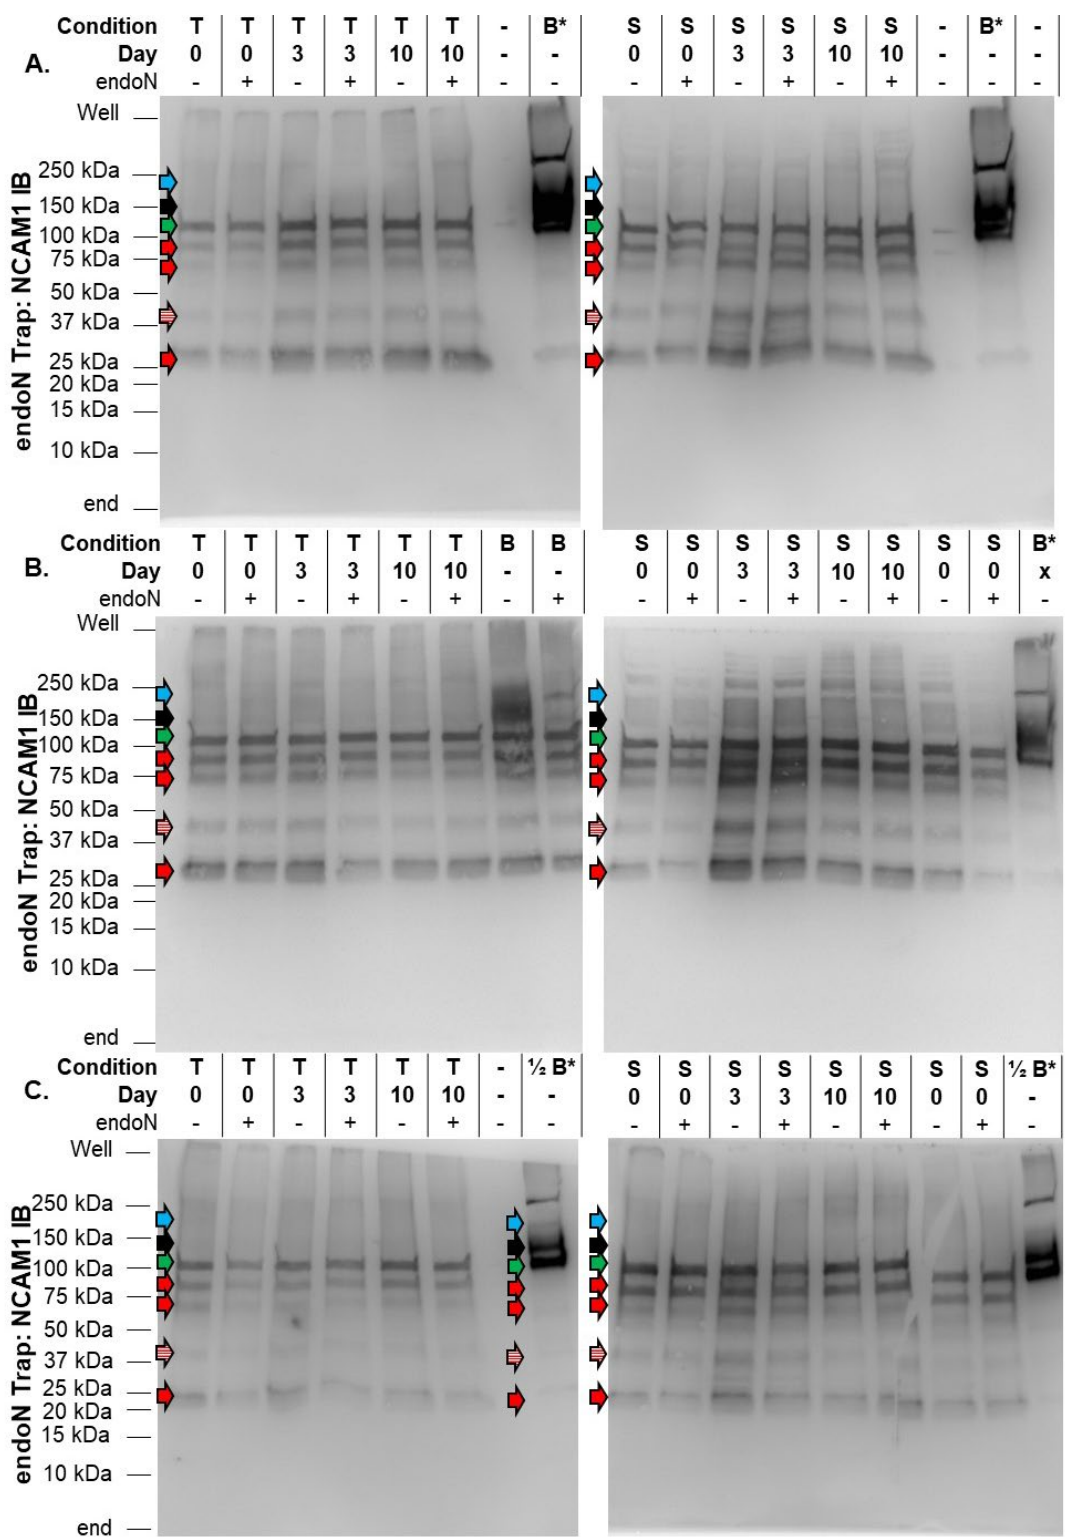 Condition T T T T T T - B* S S S S S S - B* -
A. Day 0 0 3 3 10 10 - - 0 0 3 3 10 10 - - -
endoN - + - + - + - - - + - + - + - - -
Well
250 kDa
150 kDa
100 kDa
75 kDa
50 kDa
37 kDa
25 kDa
20 kDa
15 kDa
10 kDa
end
endoN Trap: NCAM1 IB
Condition T T T T T T B B S S S S S S S S B*
B. Day 0 0 3 3 10 10 - - 0 0 3 3 10 10 0 0 x
endoN - + - + - + - + - + - + - + - + -
Well
250 kDa
150 kDa
100 kDa
75 kDa
50 kDa
37 kDa
25 kDa
20 kDa
15 kDa
10 kDa
end
endoN Trap: NCAM1 IB
Condition T T T T T T - ½ B* S S S S S S S S ½ B*
C. Day 0 0 3 3 10 10 - - 0 0 3 3 10 10 0 0 -
endoN - + - + - + - - - + - + - + - + -
Well
250 kDa
150 kDa
100 kDa
75 kDa
50 kDa
37 kDa
25 kDa
20 kDa
15 kDa
10 kDa
end
endoN Trap: NCAM1 IB